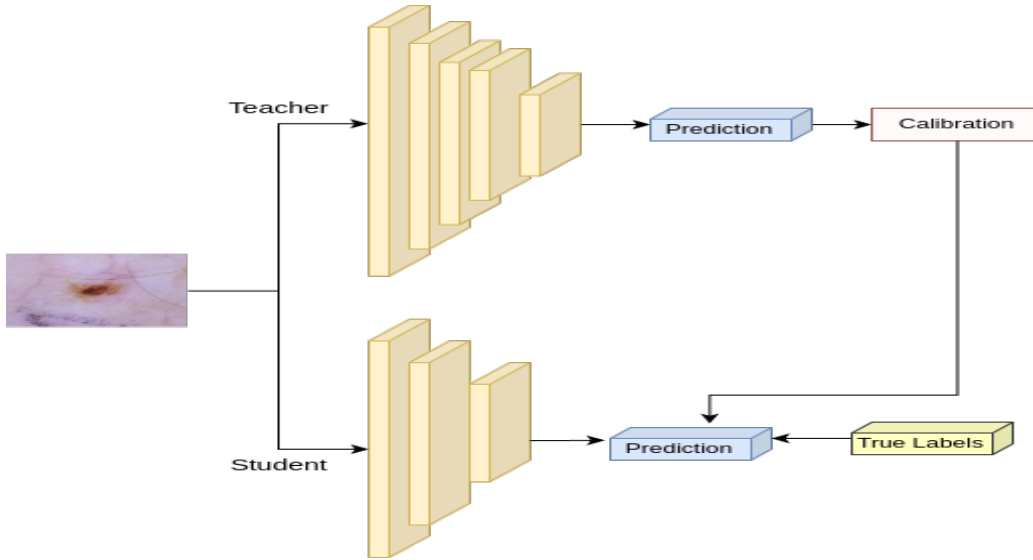 Teacher
Prediction
Calibration
Student
Prediction
True Labels